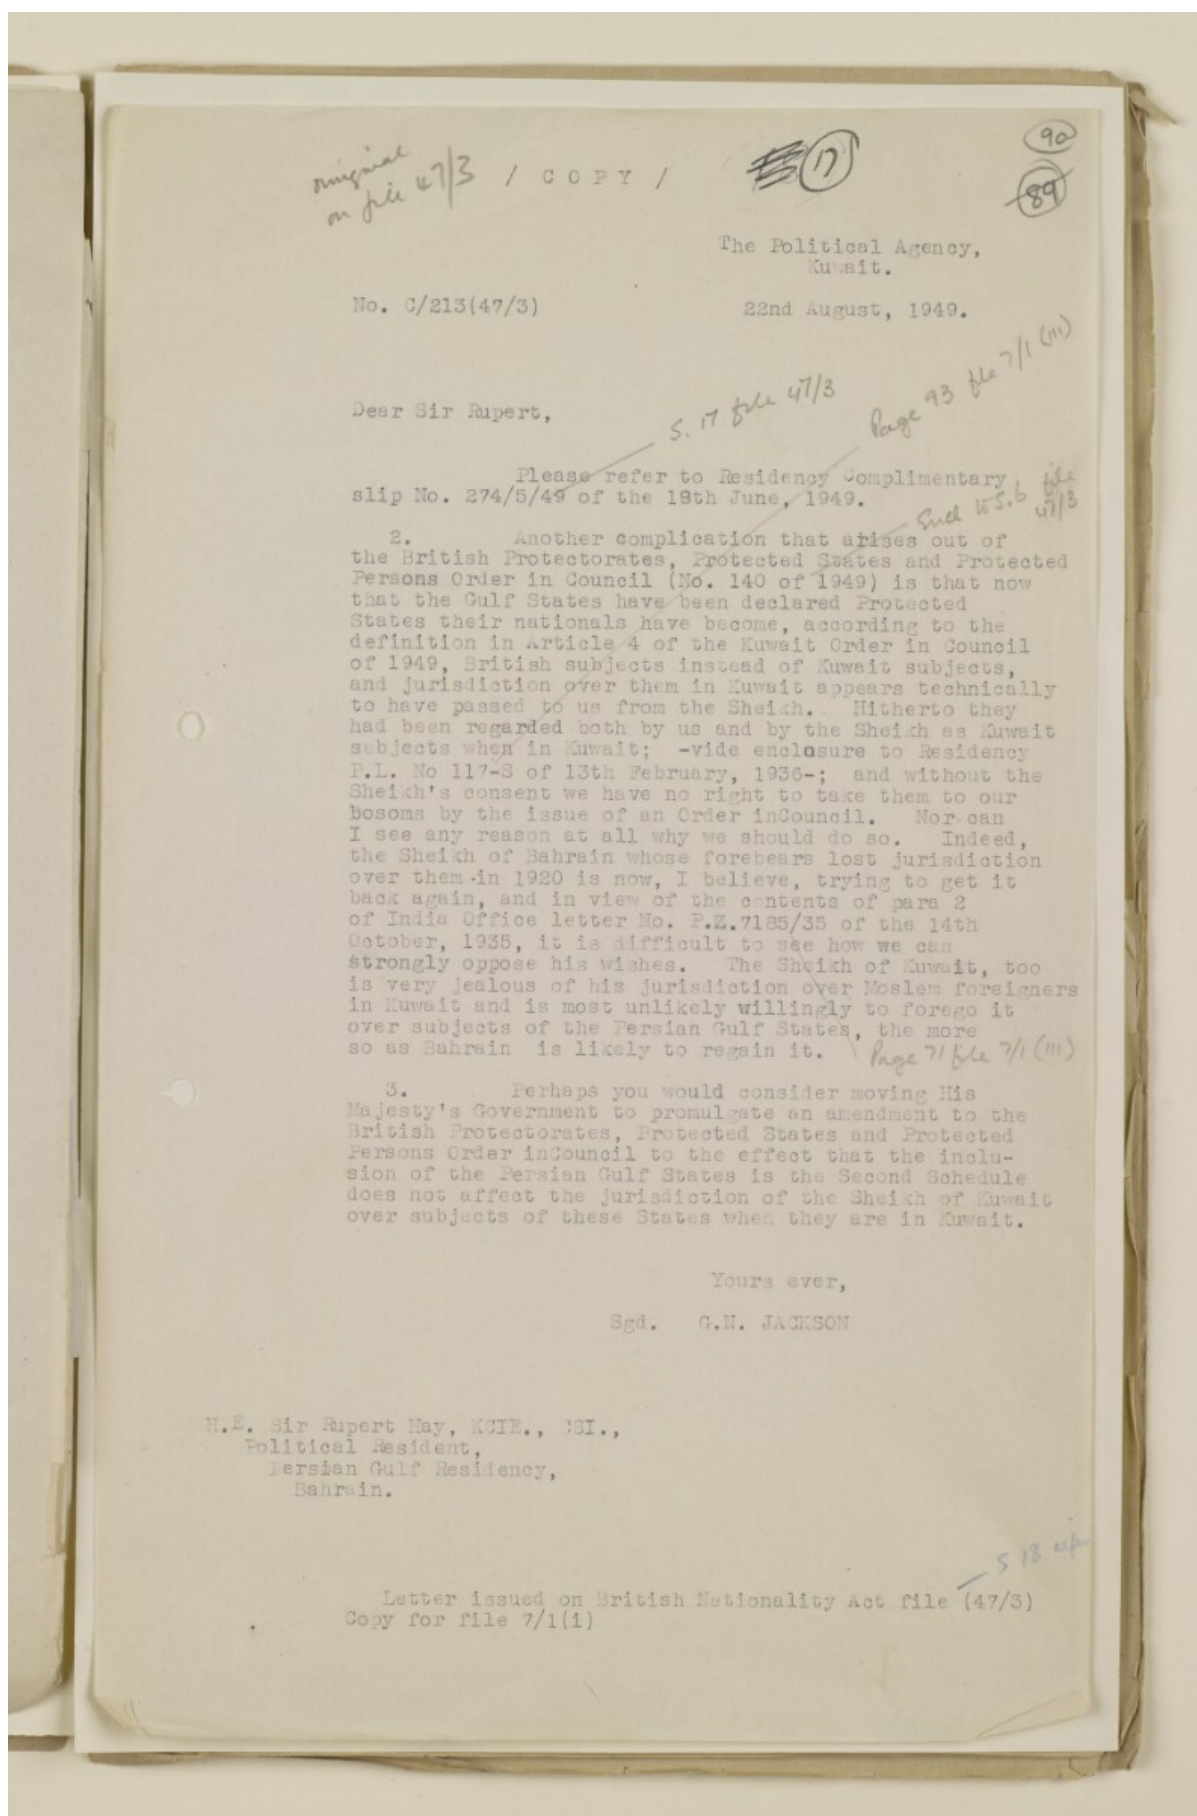 original
on file 47/3
/ C O P Y /
17
90
89
The Political Agency,
Kuwait.
No. C/213(47/3)
22nd August, 1949.
Page 93 file 7/1 (III)
S. 17 file 47/3
Dear Sir Rupert,
Please refer to Residency Complimentary
slip No. 274/5/49 of the 18th June, 1949.
Encl to S.6 file
47/3
2. Another complication that arises out of
the British Protectorates, Protected States and Protected
Persons Order in Council (No. 140 of 1949) is that now
that the Gulf States have been declared Protected
States their nationals have become, according to the
definition in Article 4 of the Kuwait Order in Council
of 1949, British subjects instead of Kuwait subjects,
and jurisdiction over them in Kuwait appears technically
to have passed to us from the Sheikh. Hitherto they
had been regarded both by us and by the Sheikh as Kuwait
subjects when in Kuwait; -vide enclosure to Residency
P.L. No 117-S of 13th February, 1936-; and without the
Sheikh's consent we have no right to take them to our
bosoms by the issue of an Order inCouncil. Nor can
I see any reason at all why we should do so. Indeed,
the Sheikh of Bahrain whose forebears lost jurisdiction
over them in 1920 is now, I believe, trying to get it
back again, and in view of the contents of para 2
of India Office letter No. P.Z.7185/35 of the 14th
October, 1935, it is difficult to see how we can
strongly oppose his wishes. The Sheikh of Kuwait, too
is very jealous of his jurisdiction over Moslem foreigners
in Kuwait and is most unlikely willingly to forego it
over subjects of the Persian Gulf States, the more
so as Bahrain is likely to regain it.
Page 71 file 7/1 (III)
3. Perhaps you would consider moving His
Majesty's Government to promulgate an amendment to the
British Protectorates, Protected States and Protected
Persons Order inCouncil to the effect that the inclu-
sion of the Persian Gulf States is the Second Schedule
does not affect the jurisdiction of the Sheikh of Kuwait
over subjects of these States when they are in Kuwait.
Yours ever,
Sgd. G.N. JACKSON
H.E. Sir Rupert Hay, KCIE., CSI.,
Political Resident,
Persian Gulf Residency,
Bahrain.
S 18 refers
Letter issued on British Nationality Act file (47/3)
Copy for file 7/1(i)